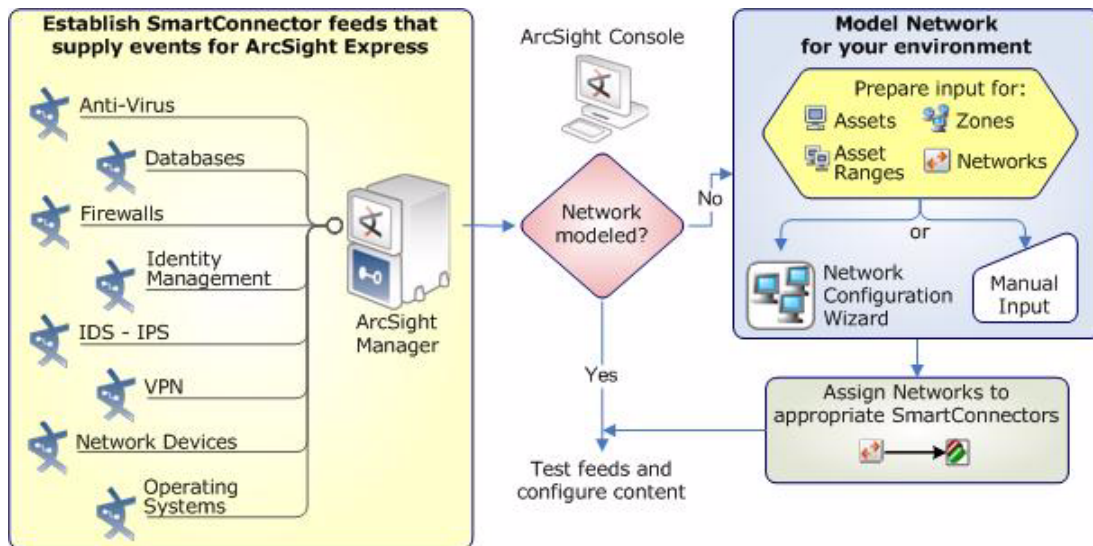 Establish SmartConnector feeds that
supply events for ArcSight Express
Anti-Virus
Databases
Firewalls
Identity
Management
IDS - IPS
VPN
Network Devices
Operating
Systems
ArcSight
Manager
ArcSight Console
Network
modeled?
No
Yes
Test feeds and
configure content
Model Network
for your environment
Prepare input for:
Assets
Zones
Asset
Ranges
Networks
or
Network
Configuration
Wizard
Manual
Input
Assign Networks to
appropriate SmartConnectors